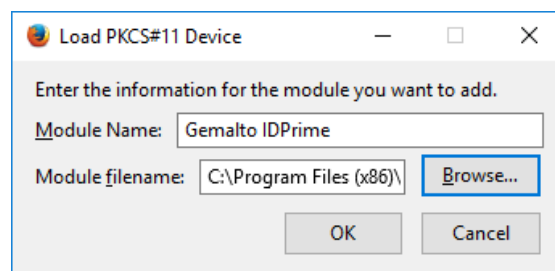 Load PKCS#11 Device
Enter the information for the module you want to add.
Module Name: Gemalto IDPrime
Module filename: C:\Program Files (x86)\ Browse...
OK Cancel